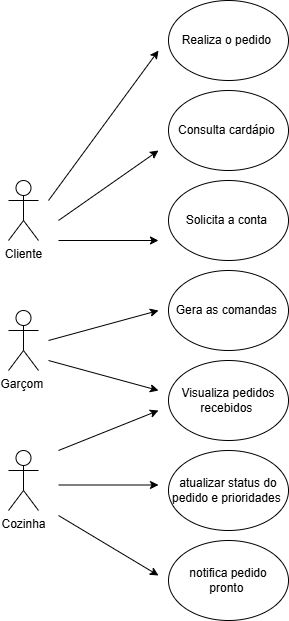 Realiza o pedido
Consulta cardápio
Solicita a conta
Cliente
Gera as comandas
Garçom
Visualiza pedidos
recebidos
atualizar status do
pedido e prioridades
Cozinha
notifica pedido
pronto